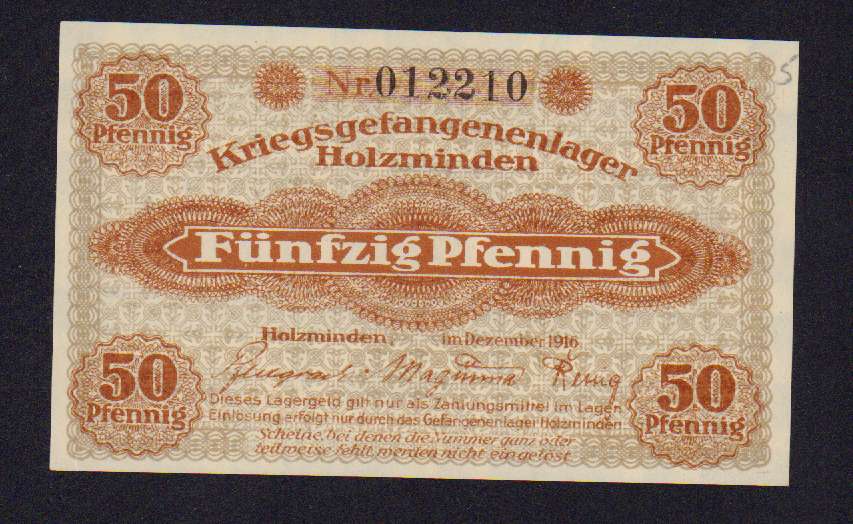 50 Pfennig
Nr. 012210
50 Pfennig
5
Kriegsgefangenenlager
Holzminden
Fünfzig Pfennig
Holzminden, im Dezember 1916
50 Pfennig
50 Pfennig
Dieses Lagergeld gilt nur als Zahlungsmittel im Lager.
Einlösung erfolgt nur durch das Gefangenenlager Holzminden.
Scheine, bei denen die Nummer ganz oder
teilweise fehlt, werden nicht eingelöst.